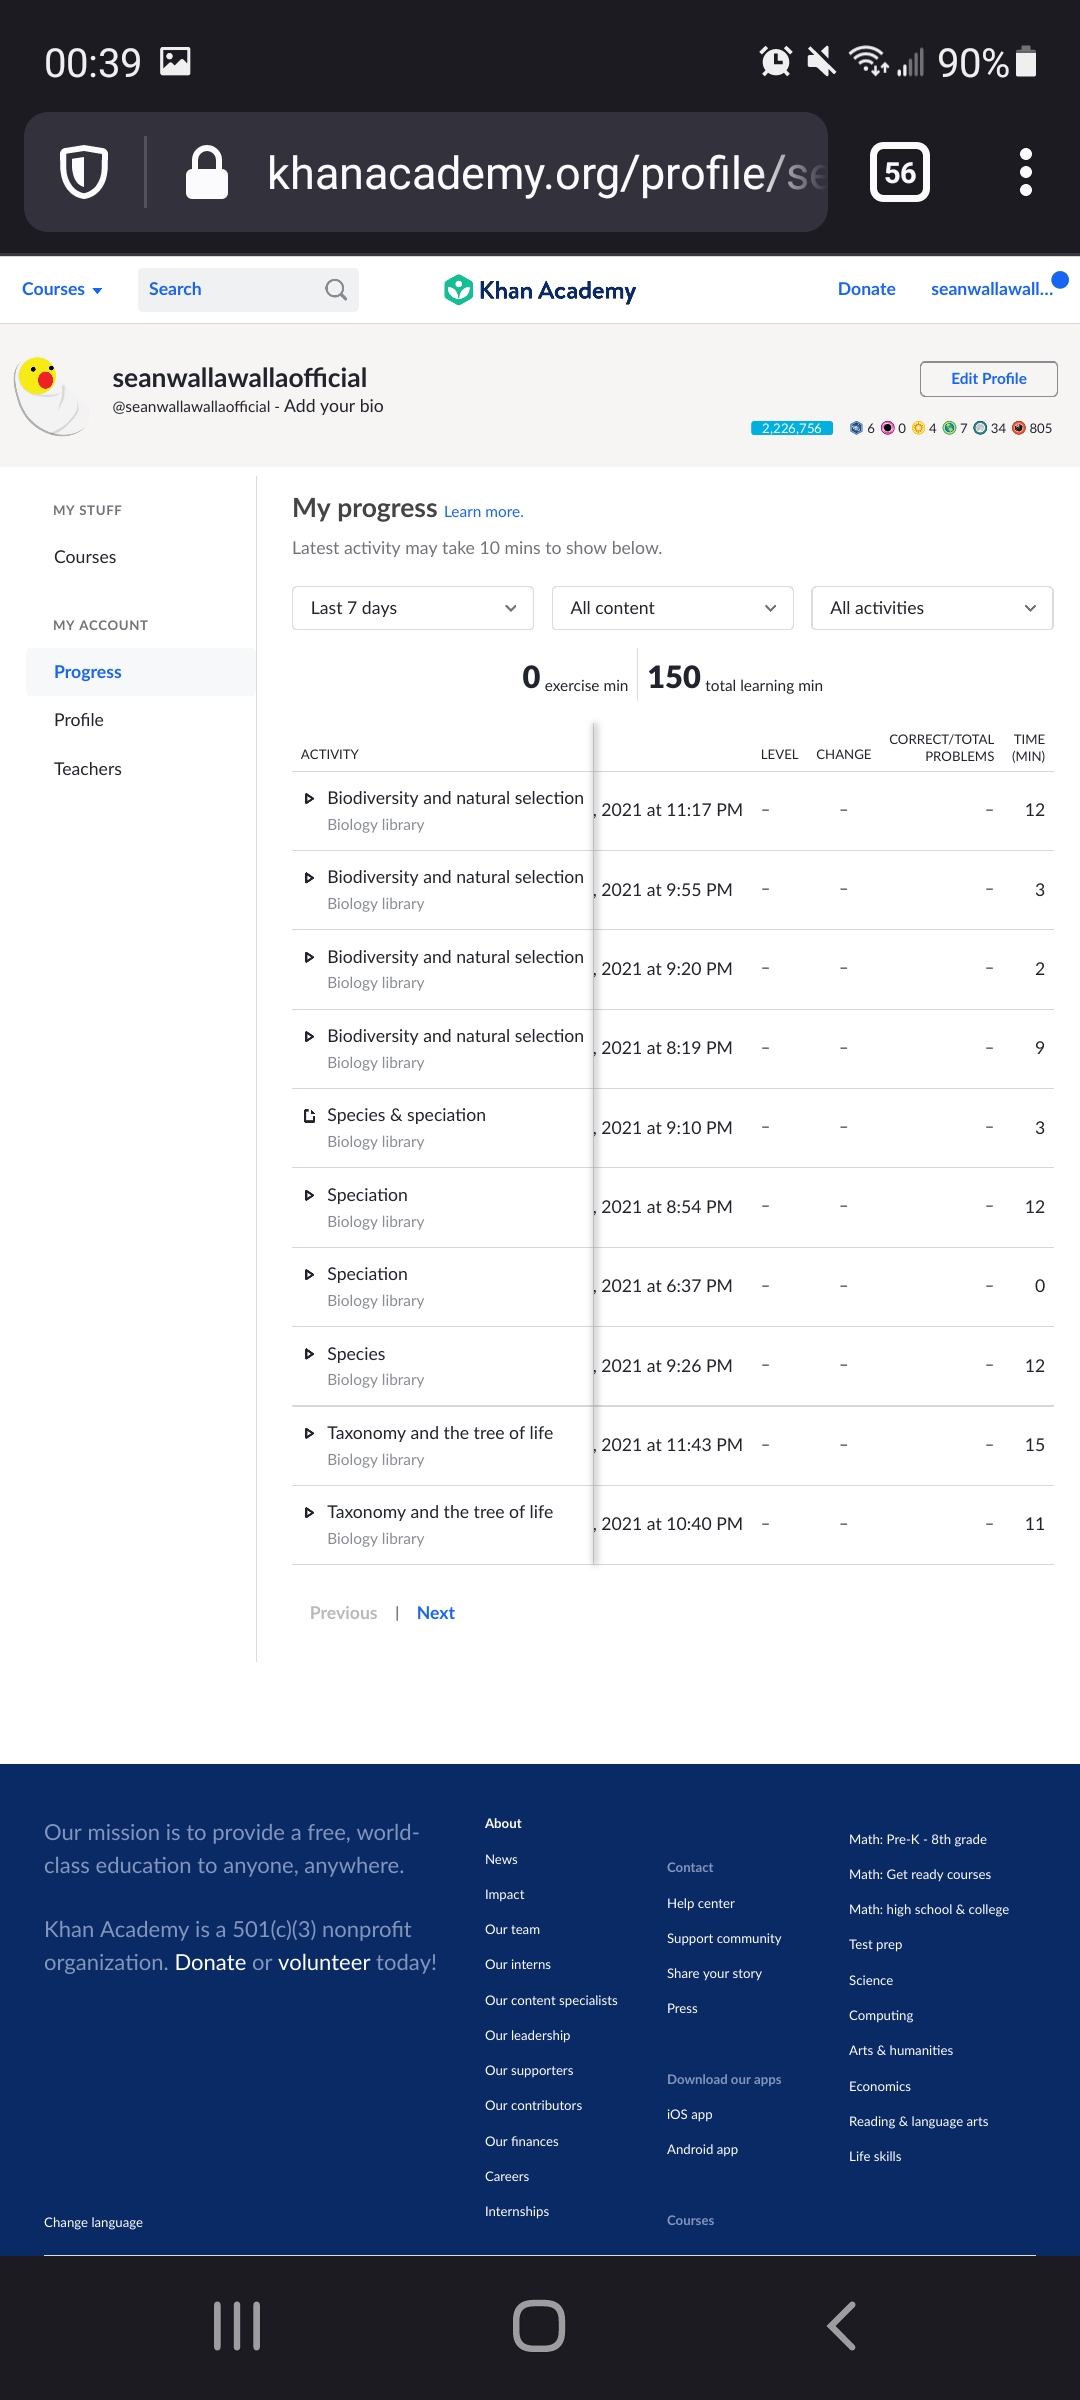 00:39
90%
khanacademy.org/profile/se
56
Courses
Search
Khan Academy
Donate
seanwallawall...
seanwallawallaofficial
@seanwallawallaofficial - Add your bio
Edit Profile
2,226,756 6 0 4 7 34 805
MY STUFF
Courses
MY ACCOUNT
Progress
Profile
Teachers
My progress Learn more.
Latest activity may take 10 mins to show below.
Last 7 days
All content
All activities
0 exercise min
150 total learning min
ACTIVITY LEVEL CHANGE CORRECT/TOTAL PROBLEMS TIME (MIN)
Biodiversity and natural selection , 2021 at 11:17 PM – – – 12
Biology library
Biodiversity and natural selection , 2021 at 9:55 PM – – – 3
Biology library
Biodiversity and natural selection , 2021 at 9:20 PM – – – 2
Biology library
Biodiversity and natural selection , 2021 at 8:19 PM – – – 9
Biology library
Species & speciation , 2021 at 9:10 PM – – – 3
Biology library
Speciation , 2021 at 8:54 PM – – – 12
Biology library
Speciation , 2021 at 6:37 PM – – – 0
Biology library
Species , 2021 at 9:26 PM – – – 12
Biology library
Taxonomy and the tree of life , 2021 at 11:43 PM – – – 15
Biology library
Taxonomy and the tree of life , 2021 at 10:40 PM – – – 11
Biology library
Previous | Next
Our mission is to provide a free, world-
class education to anyone, anywhere.
Khan Academy is a 501(c)(3) nonprofit
organization. Donate or volunteer today!
Change language
About
News
Impact
Our team
Our interns
Our content specialists
Our leadership
Our supporters
Our contributors
Our finances
Careers
Internships
Contact
Help center
Support community
Share your story
Press
Download our apps
iOS app
Android app
Courses
Math: Pre-K - 8th grade
Math: Get ready courses
Math: high school & college
Test prep
Science
Computing
Arts & humanities
Economics
Reading & language arts
Life skills